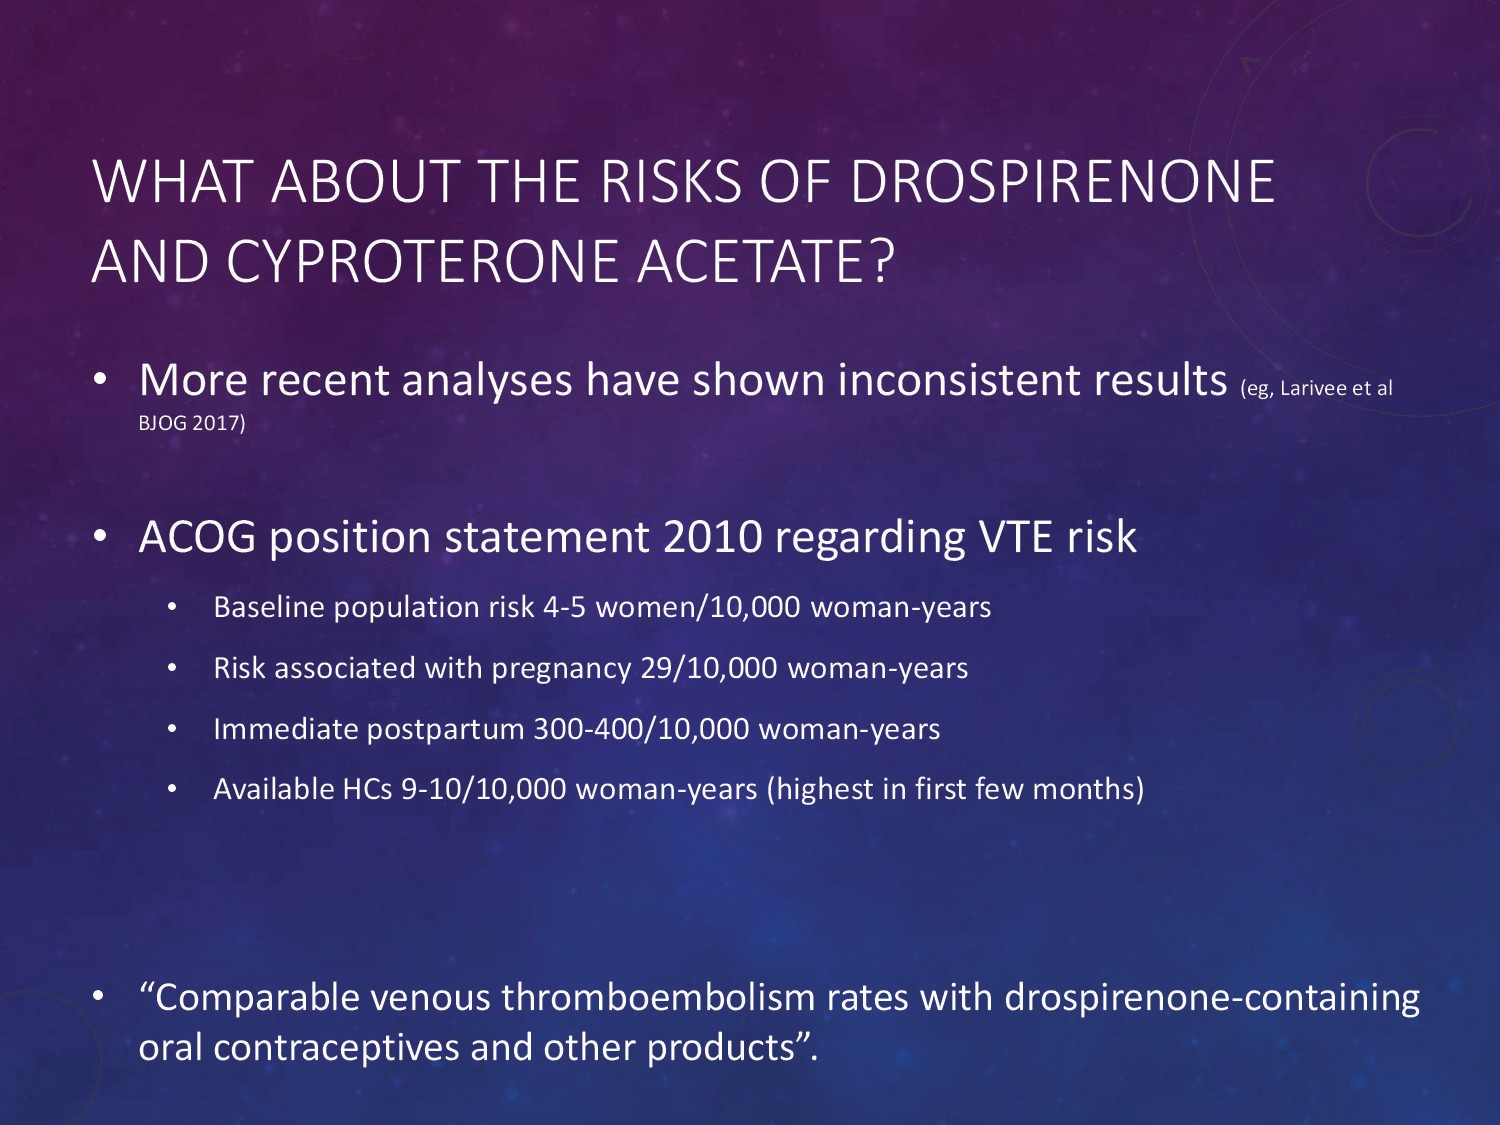 WHAT ABOUT THE RISKS OF DROSPIRENONE
AND CYPROTERONE ACETATE?
• More recent analyses have shown inconsistent results (eg, Larivee et al
BJOG 2017)
• ACOG position statement 2010 regarding VTE risk
• Baseline population risk 4-5 women/10,000 woman-years
• Risk associated with pregnancy 29/10,000 woman-years
• Immediate postpartum 300-400/10,000 woman-years
• Available HCs 9-10/10,000 woman-years (highest in first few months)
• “Comparable venous thromboembolism rates with drospirenone-containing
oral contraceptives and other products”.